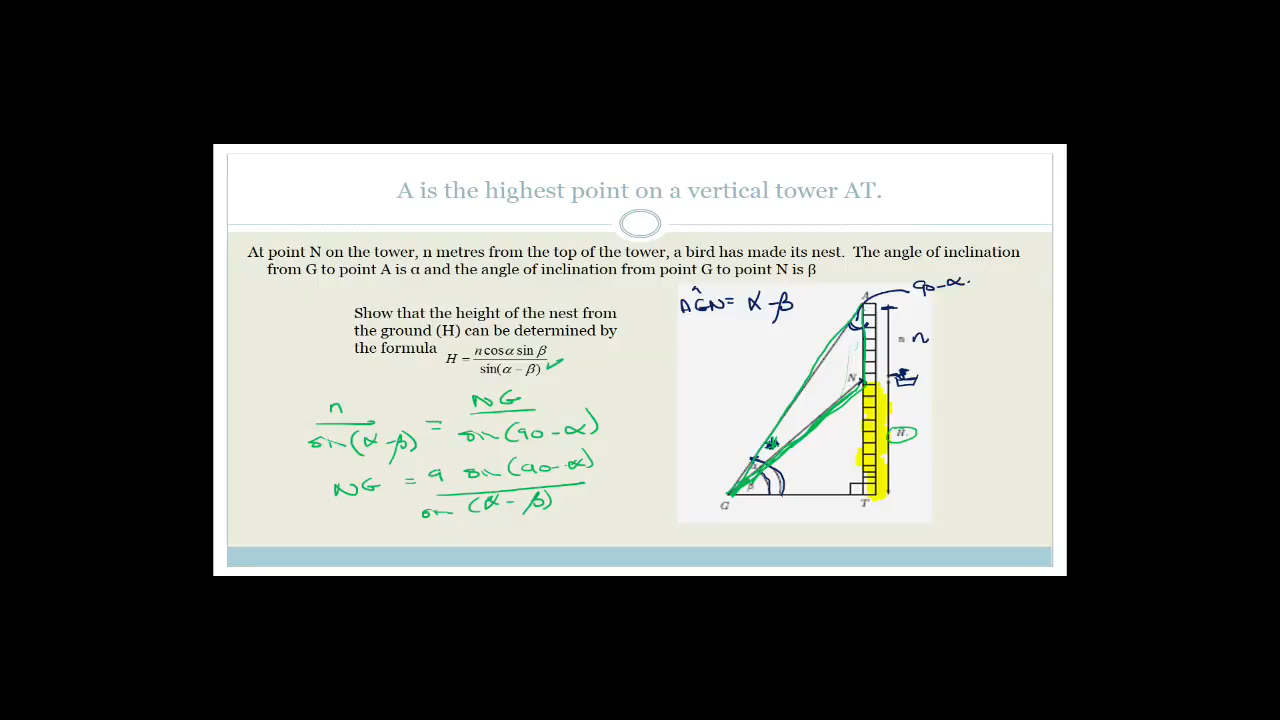 A is the highest point on a vertical tower AT.
At point N on the tower, n metres from the top of the tower, a bird has made its nest. The angle of inclination
from G to point A is α and the angle of inclination from point G to point N is β
AĜN = α - β
A
90-α.
Show that the height of the nest from
the ground (H) can be determined by
the formula H = n cos α sin β / sin(α − β)
n n
N
n / sin(α-β) = NG / sin(90-α)
H
NG = 9 sin(90-α) / sin(α-β)
β
G T